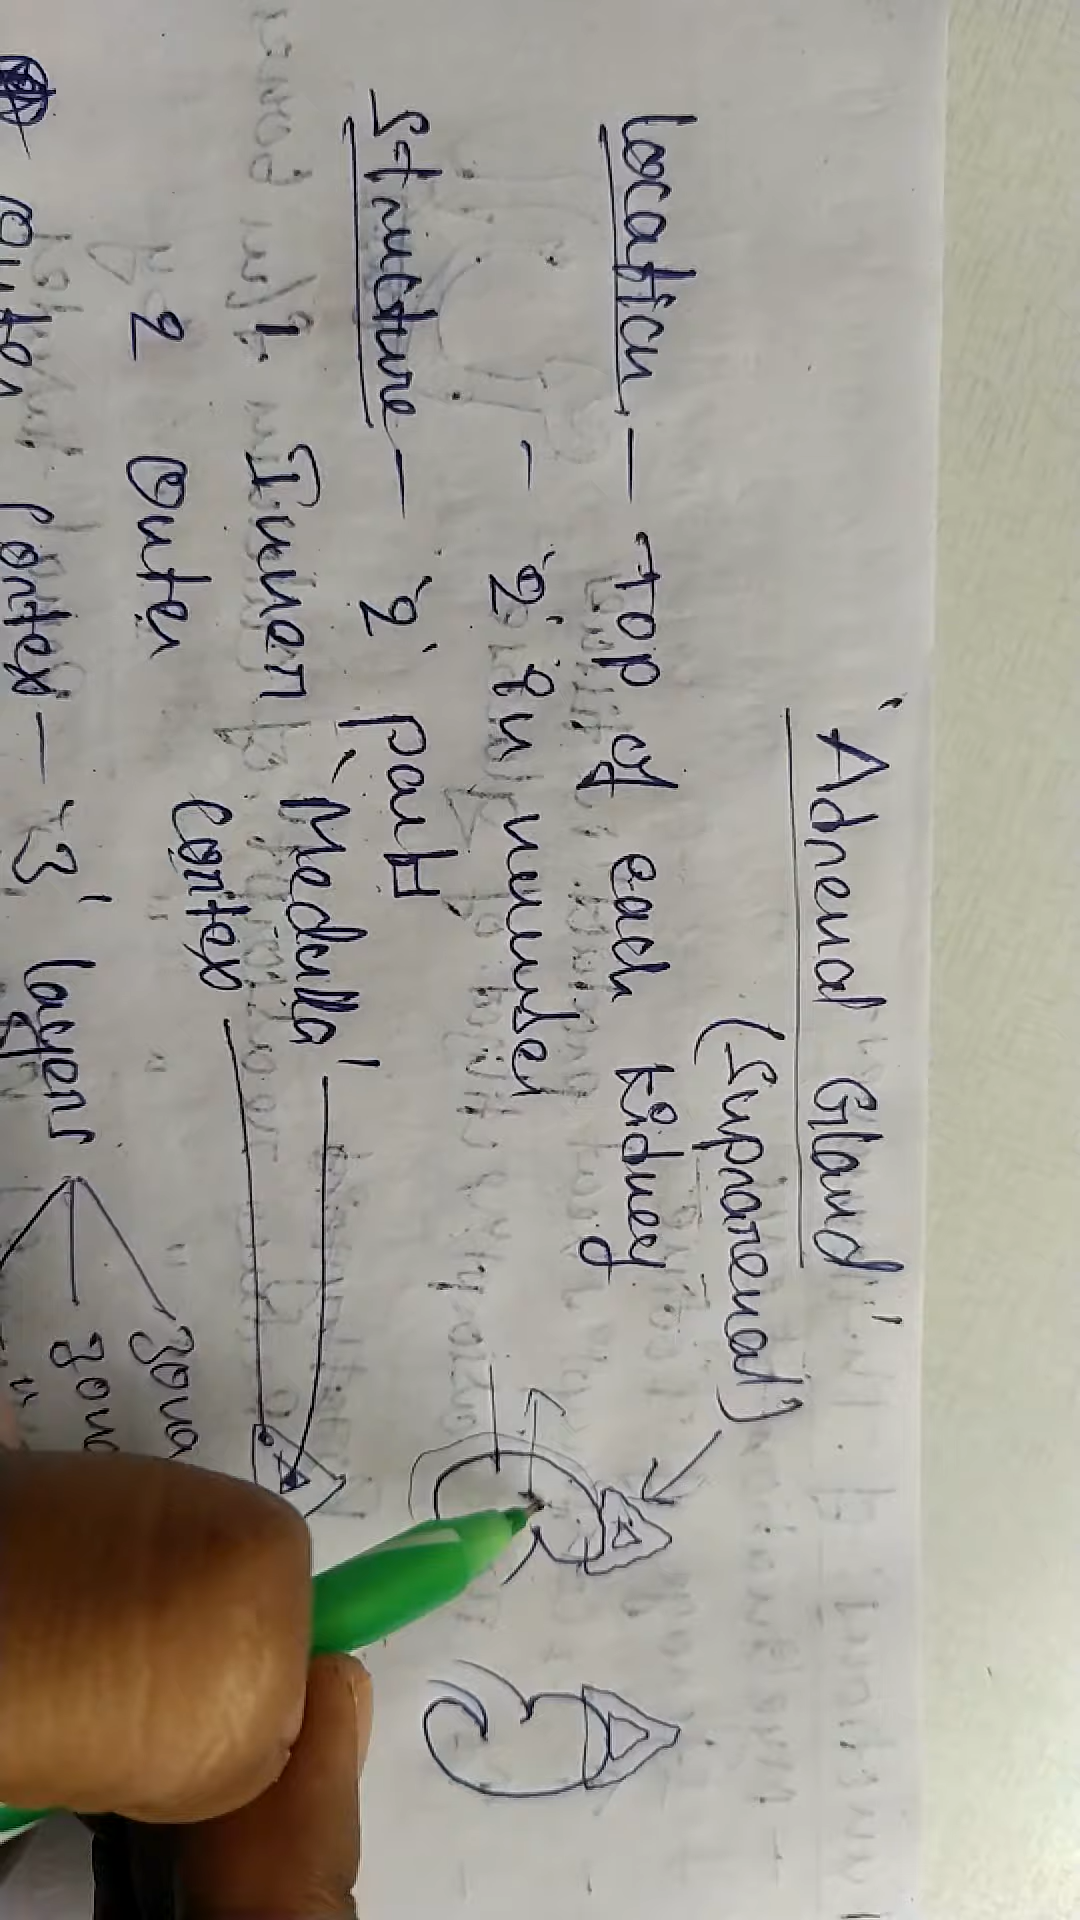 'Adrenal Gland'
(Suprarenal)
Location - Top of each kidney
- '2' in number
Structure - '2' part
1 Inner 'Medulla'
2 Outer Cortex
Outer Cortex - '3' layers
zona
zona